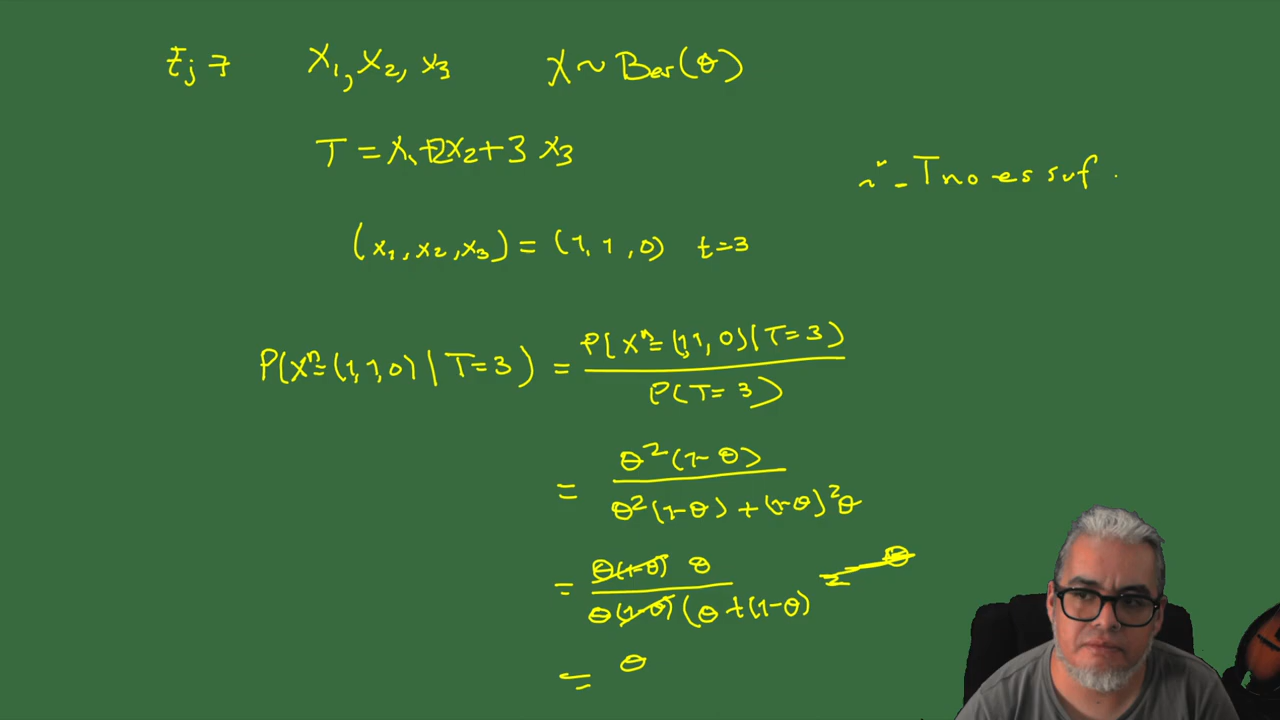 Ej 7 X₁, X₂, X₃ X ~ Ber(θ)
T = X₁ + 2X₂ + 3 X₃
∴ T no es suf.
(X₁, X₂, X₃) = (1, 1, 0) t = 3
P(Xⁿ = (1, 1, 0) | T = 3) = P(Xⁿ = (1, 1, 0) | T = 3) / P(T = 3)
= θ²(1-θ) / θ²(1-θ) + (1-θ)²θ
= θ(1-θ) θ / θ(1-θ) (θ + (1-θ) = θ
= θ